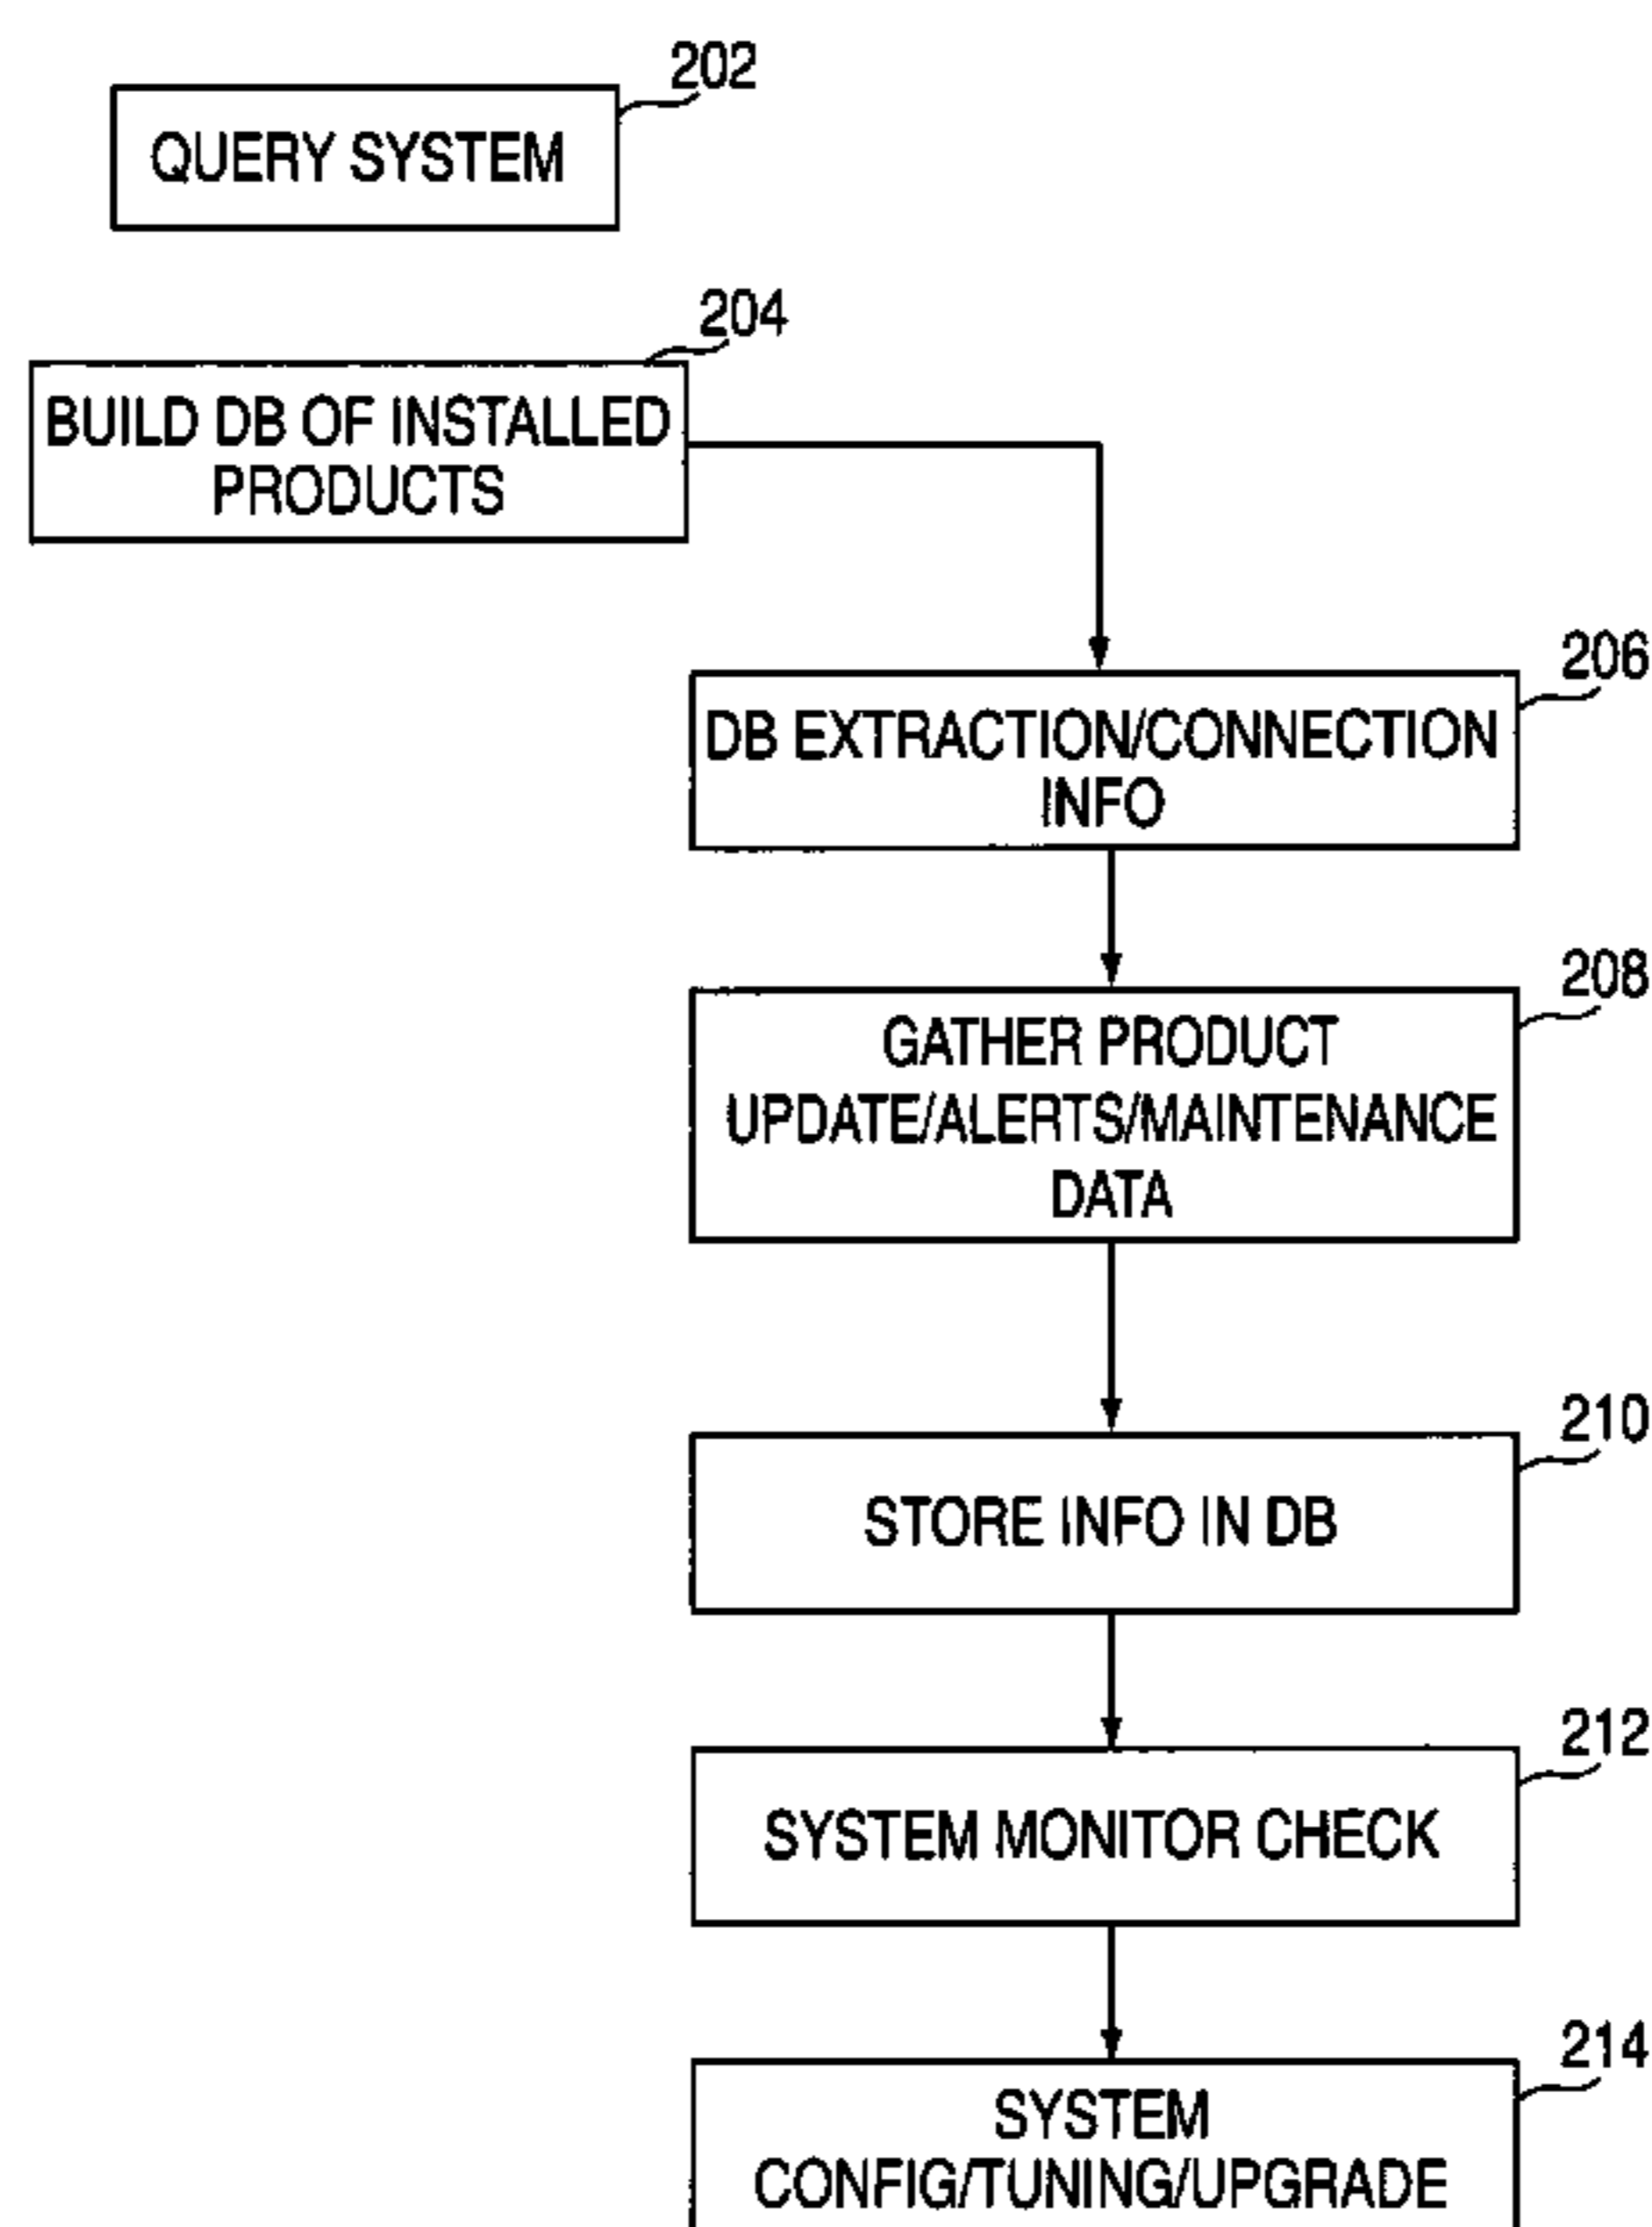 202
QUERY SYSTEM
204
BUILD DB OF INSTALLED
PRODUCTS
206
DB EXTRACTION/CONNECTION
INFO
208
GATHER PRODUCT
UPDATE/ALERTS/MAINTENANCE
DATA
210
STORE INFO IN DB
212
SYSTEM MONITOR CHECK
214
SYSTEM
CONFIG/TUNING/UPGRADE